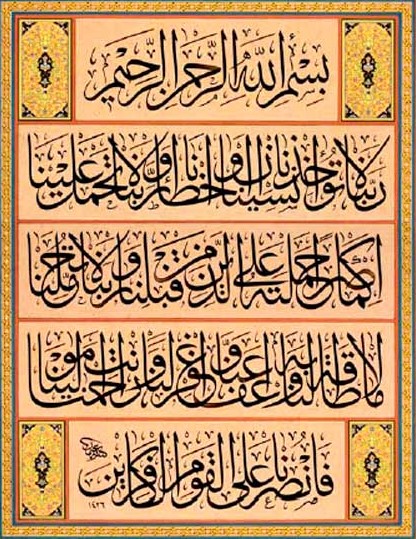 بسم الله الرحمن الرحيم
ربنا لا تؤاخذنا إن نسينا أو أخطأنا ربنا ولا تحمل علينا
إصرا كما حملته على الذين من قبلنا ربنا ولا تحملنا
ما لا طاقة لنا به واعف عنا واغفر لنا وارحمنا أنت مولانا
فانصرنا على القوم الكافرين
١٤٢٦